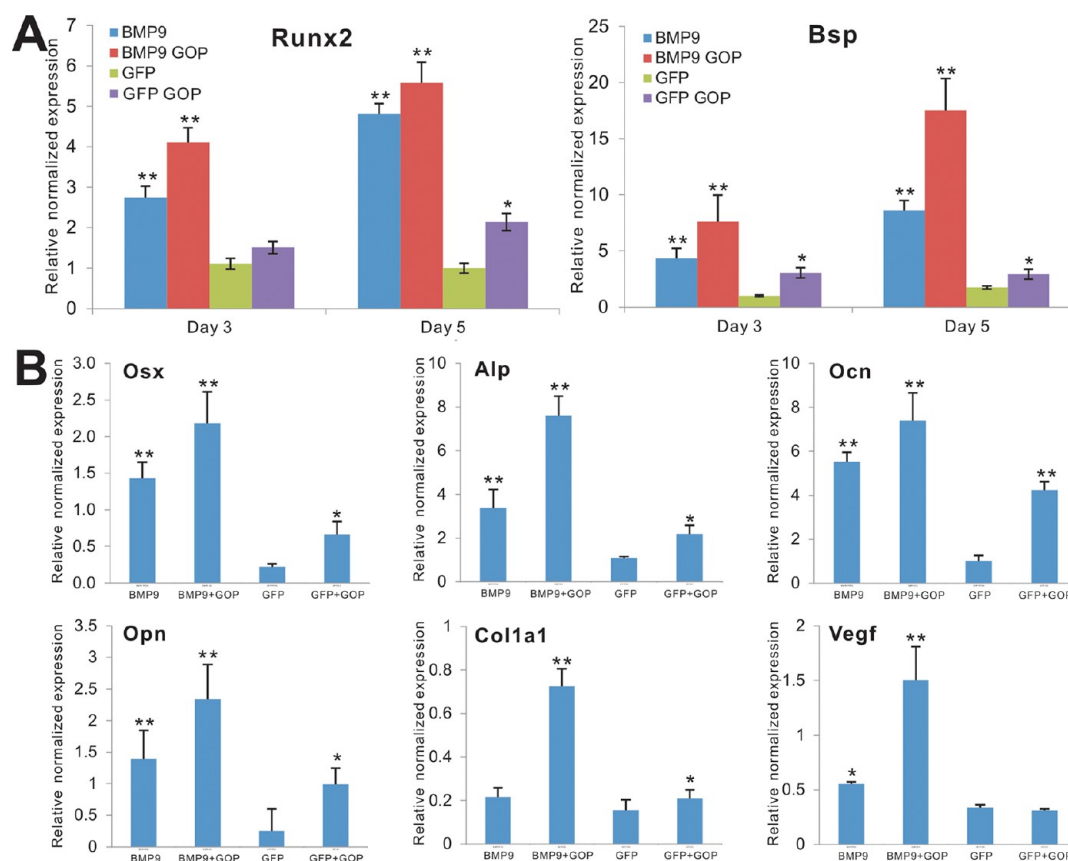 A
Runx2
Relative normalized expression
7
6
5
4
3
2
1
0
BMP9
BMP9 GOP
GFP
GFP GOP
**
**
**
**
*
Day 3
Day 5
Bsp
Relative normalized expression
25
20
15
10
5
0
BMP9
BMP9 GOP
GFP
GFP GOP
**
**
*
**
**
*
Day 3
Day 5
B
Osx
Relative normalized expression
3.0
2.5
2.0
1.5
1.0
0.5
0.0
**
**
*
BMP9
BMP9+GOP
GFP
GFP+GOP
Alp
Relative normalized expression
10
8
6
4
2
0
**
**
*
BMP9
BMP9+GOP
GFP
GFP+GOP
Ocn
Relative normalized expression
10
8
6
4
2
0
**
**
**
BMP9
BMP9+GOP
GFP
GFP+GOP
Opn
Relative normalized expression
3.5
3
2.5
2
1.5
1
0.5
0
**
**
*
BMP9
BMP9+GOP
GFP
GFP+GOP
Col1a1
Relative normalized expression
1
0.8
0.6
0.4
0.2
0
**
*
BMP9
BMP9+GOP
GFP
GFP+GOP
Vegf
Relative normalized expression
2
1.5
1
0.5
0
*
**
BMP9
BMP9+GOP
GFP
GFP+GOP